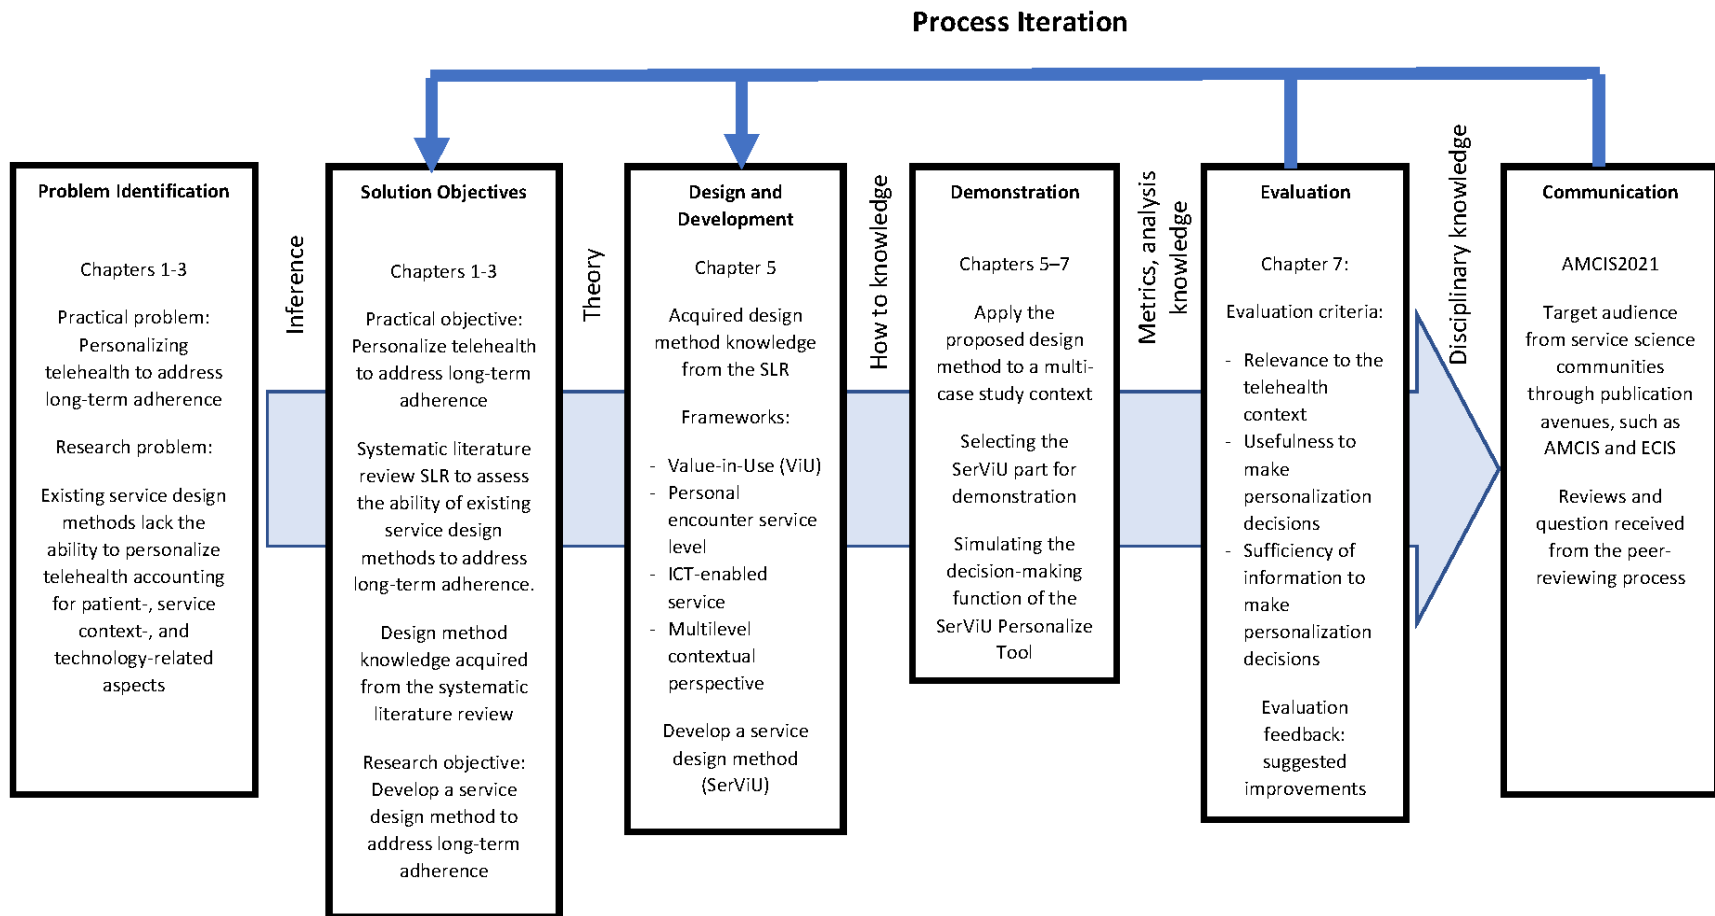 Process Iteration
Problem Identification
Chapters 1-3
Practical problem:
Personalizing
telehealth to address
long-term adherence
Research problem:
Existing service design
methods lack the
ability to personalize
telehealth accounting
for patient-, service
context-, and
technology-related
aspects
Inference
Solution Objectives
Chapters 1-3
Practical objective:
Personalize telehealth
to address long-term
adherence
Systematic literature
review SLR to assess
the ability of existing
service design
methods to address
long-term adherence.
Design method
knowledge acquired
from the systematic
literature review
Research objective:
Develop a service
design method to
address long-term
adherence
Theory
Design and
Development
Chapter 5
Acquired design
method knowledge
from the SLR
Frameworks:
- Value-in-Use (ViU)
- Personal
encounter service
level
- ICT-enabled
service
- Multilevel
contextual
perspective
Develop a service
design method
(SerViU)
How to knowledge
Demonstration
Chapters 5–7
Apply the
proposed design
method to a multi-
case study context
Selecting the
SerViU part for
demonstration
Simulating the
decision-making
function of the
SerViU Personalize
Tool
Metrics, analysis
knowledge
Evaluation
Chapter 7:
Evaluation criteria:
- Relevance to the
telehealth
context
- Usefulness to
make
personalization
decisions
- Sufficiency of
information to
make
personalization
decisions
Evaluation
feedback:
suggested
improvements
Disciplinary knowledge
Communication
AMCIS2021
Target audience
from service science
communities
through publication
avenues, such as
AMCIS and ECIS
Reviews and
question received
from the peer-
reviewing process